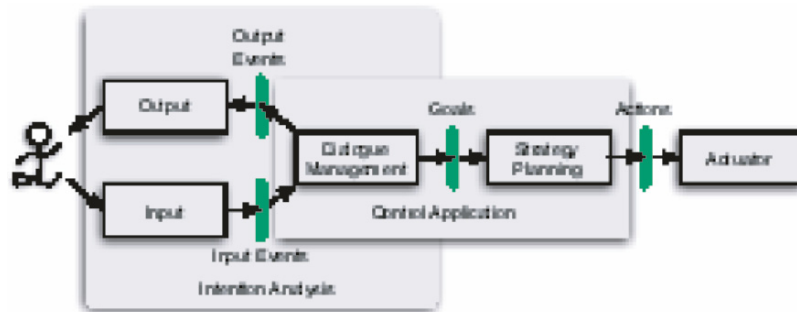 Output
Events
Output
Goals
Actions
Dialogue
Management
Strategy
Planning
Actuator
Input
Control Application
Input Events
Intention Analysis